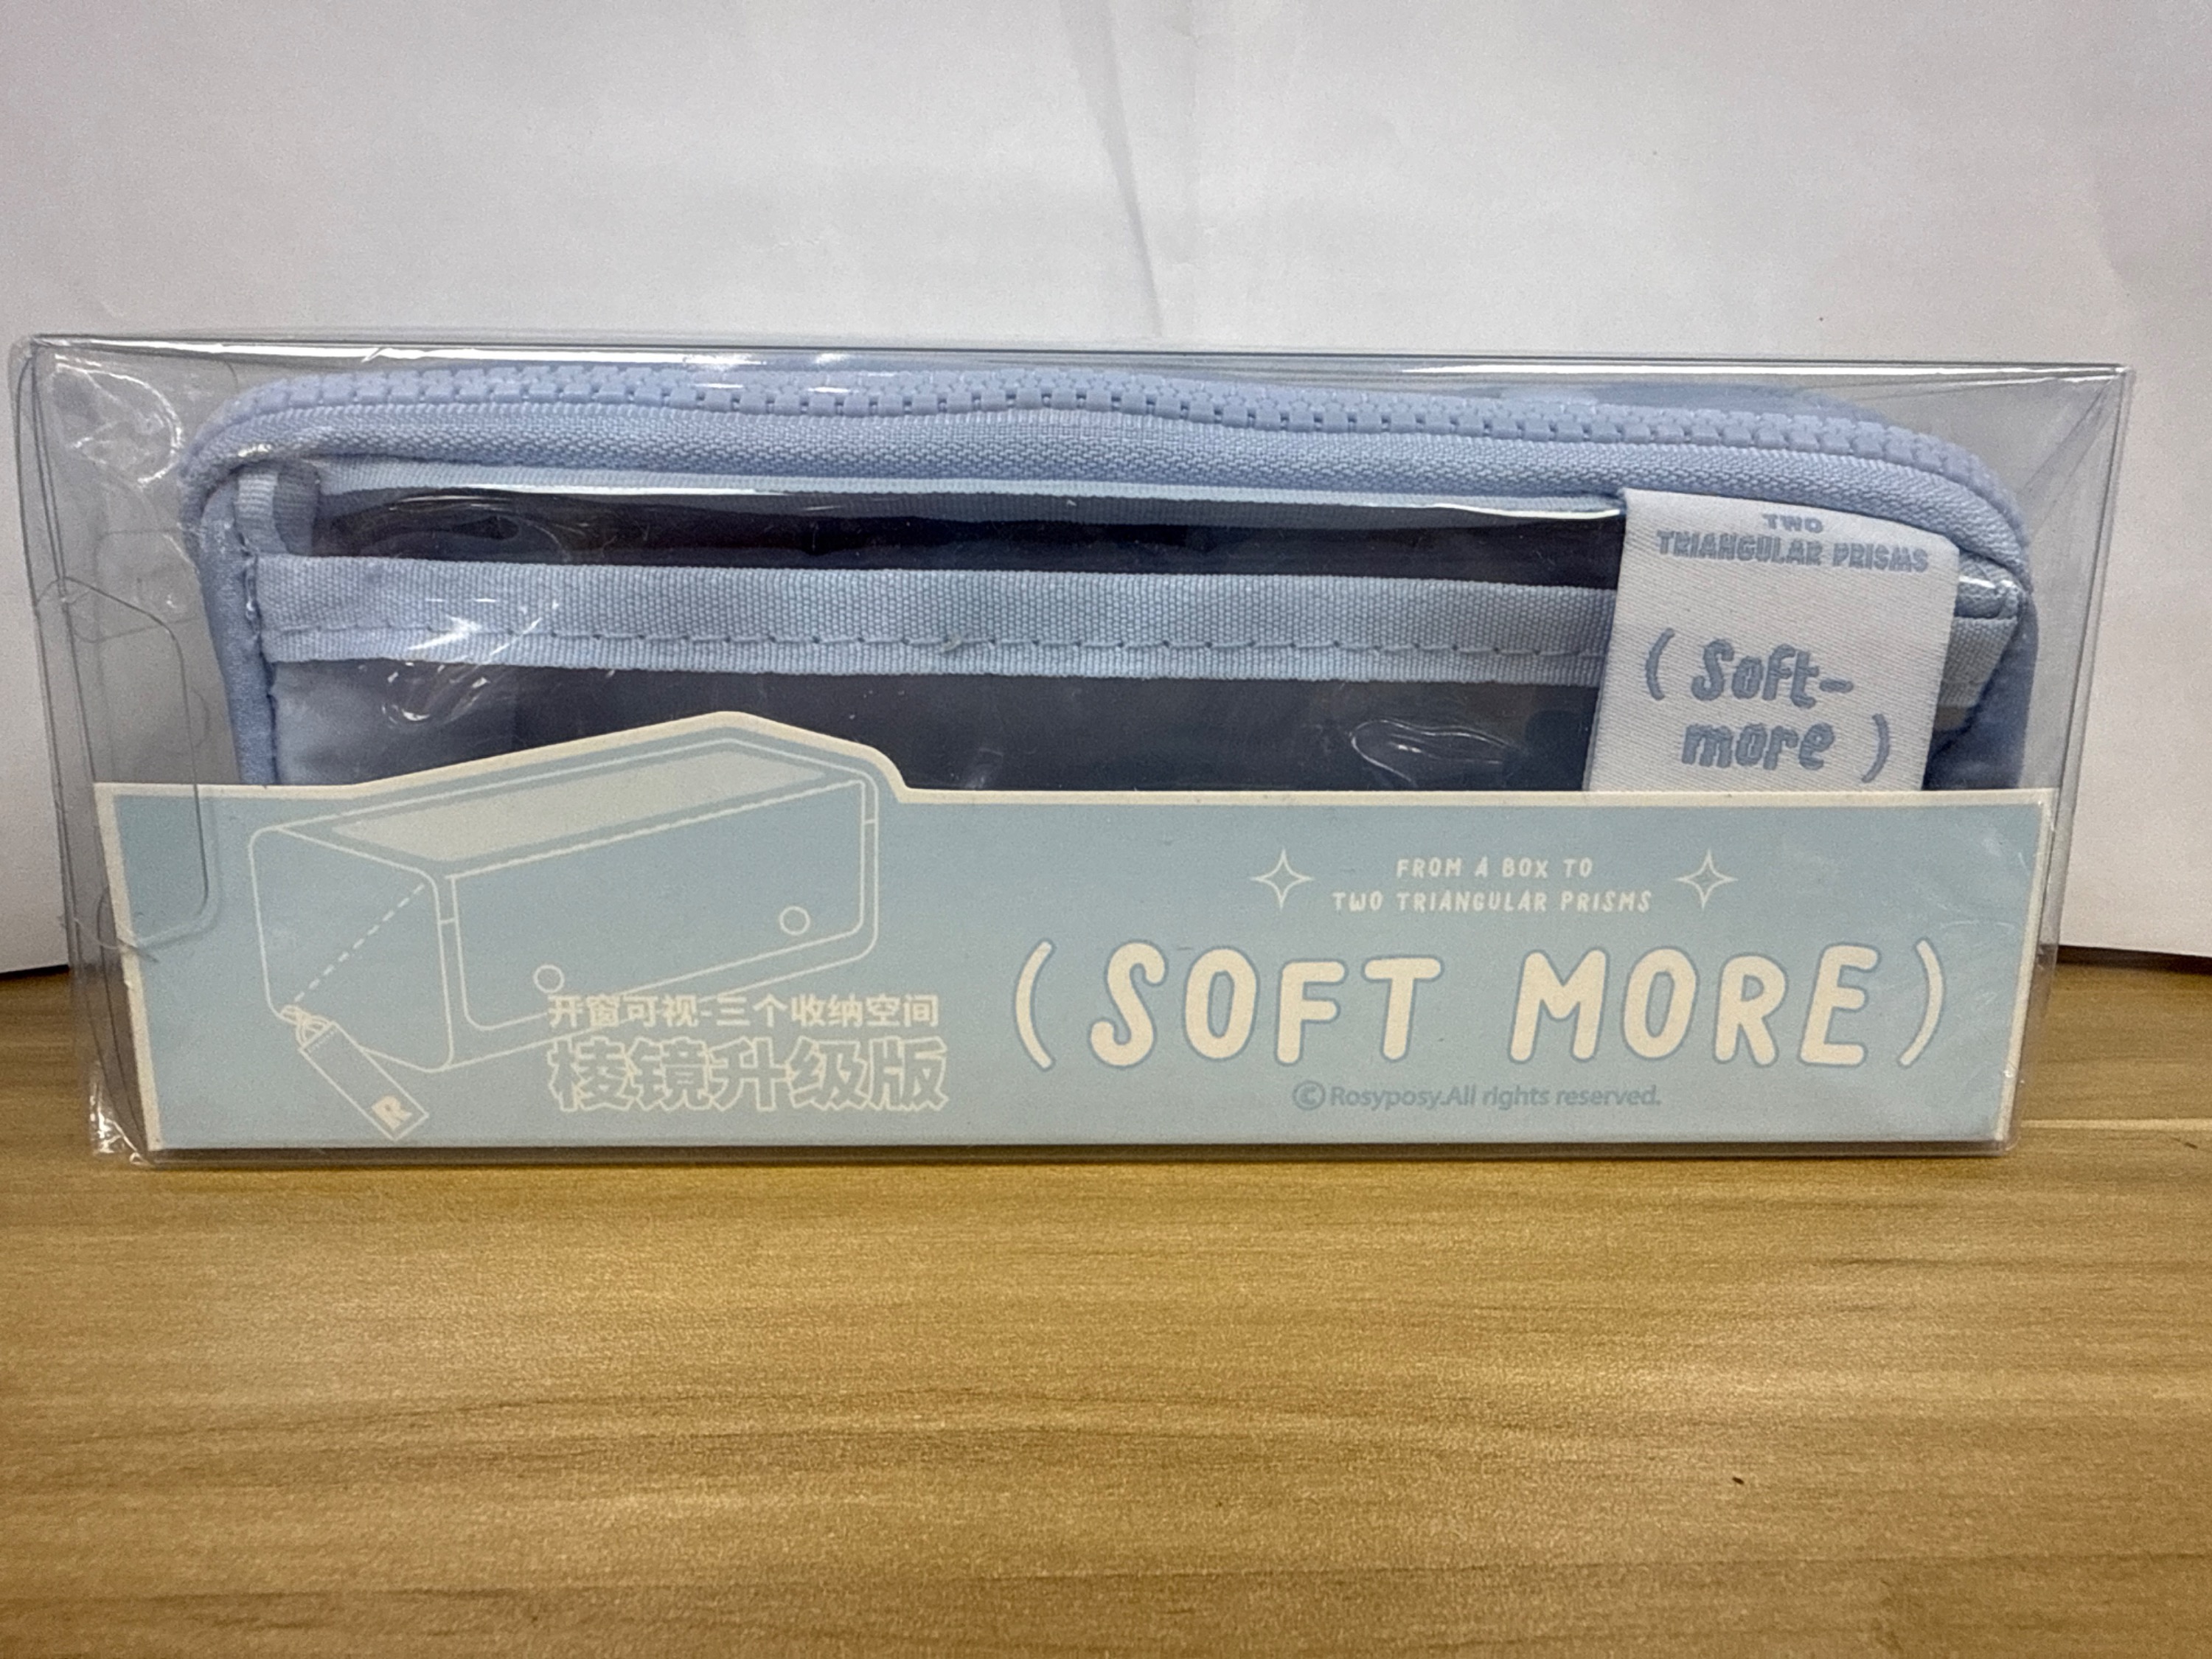 TWO
TRIANGULAR PRISMS
( Soft-
more )
FROM A BOX TO
TWO TRIANGULAR PRISMS
(SOFT MORE)
©Rosyposy.All rights reserved.
开窗可视-三个收纳空间
棱镜升级版
R